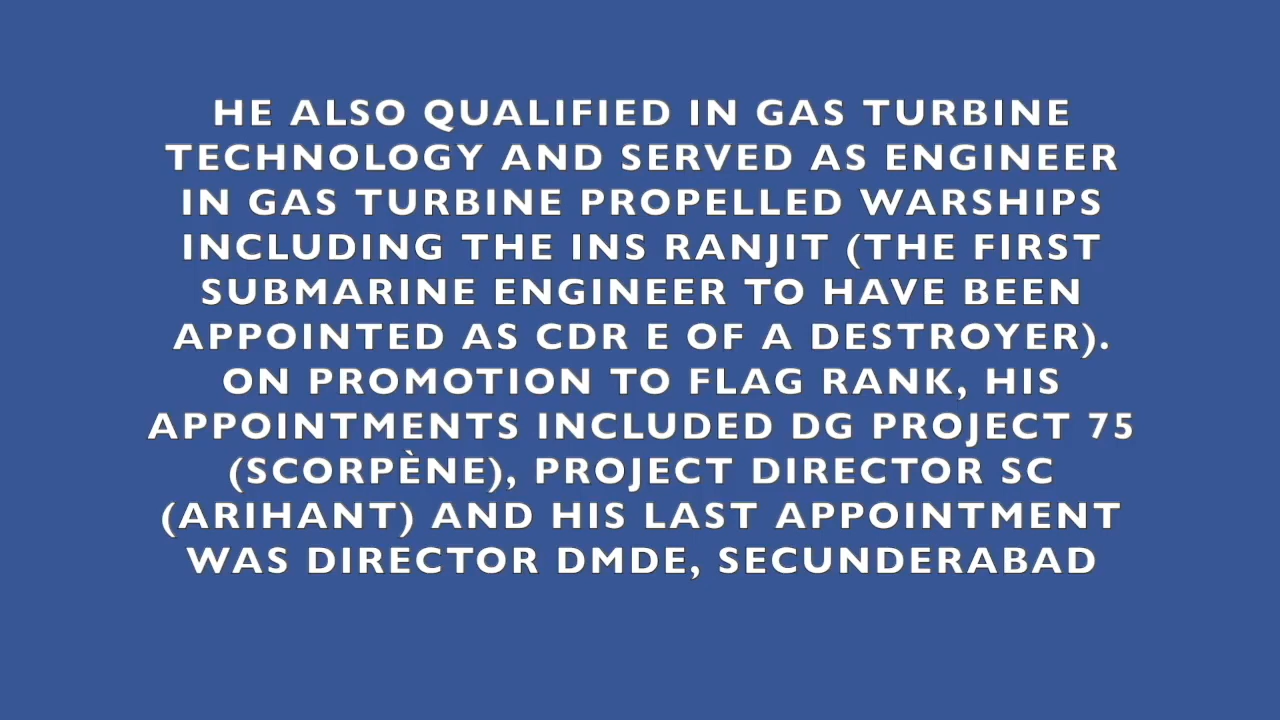 HE ALSO QUALIFIED IN GAS TURBINE
TECHNOLOGY AND SERVED AS ENGINEER
IN GAS TURBINE PROPELLED WARSHIPS
INCLUDING THE INS RANJIT (THE FIRST
SUBMARINE ENGINEER TO HAVE BEEN
APPOINTED AS CDR E OF A DESTROYER).
ON PROMOTION TO FLAG RANK, HIS
APPOINTMENTS INCLUDED DG PROJECT 75
(SCORPÈNE), PROJECT DIRECTOR SC
(ARIHANT) AND HIS LAST APPOINTMENT
WAS DIRECTOR DMDE, SECUNDERABAD